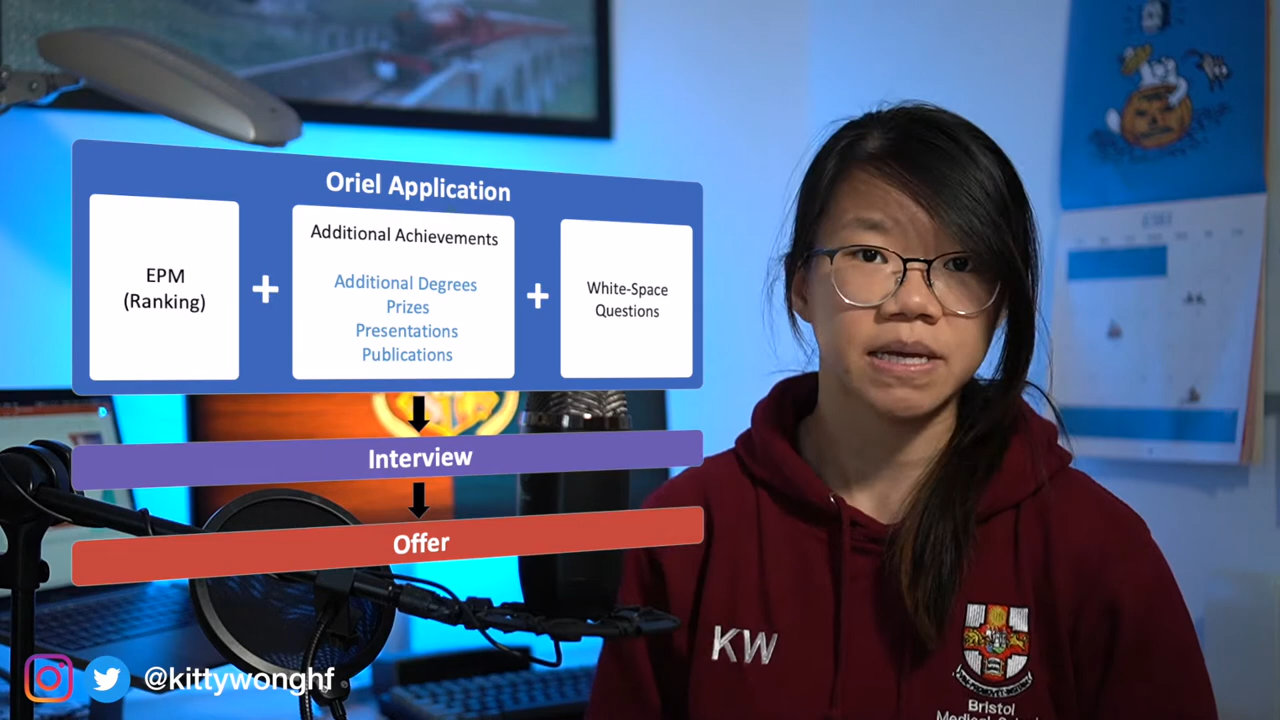 Oriel Application
EPM
(Ranking)
+
Additional Achievements
Additional Degrees
Prizes
Presentations
Publications
+
White-Space
Questions
Interview
Offer
@kittywonghf
KW
Bristol